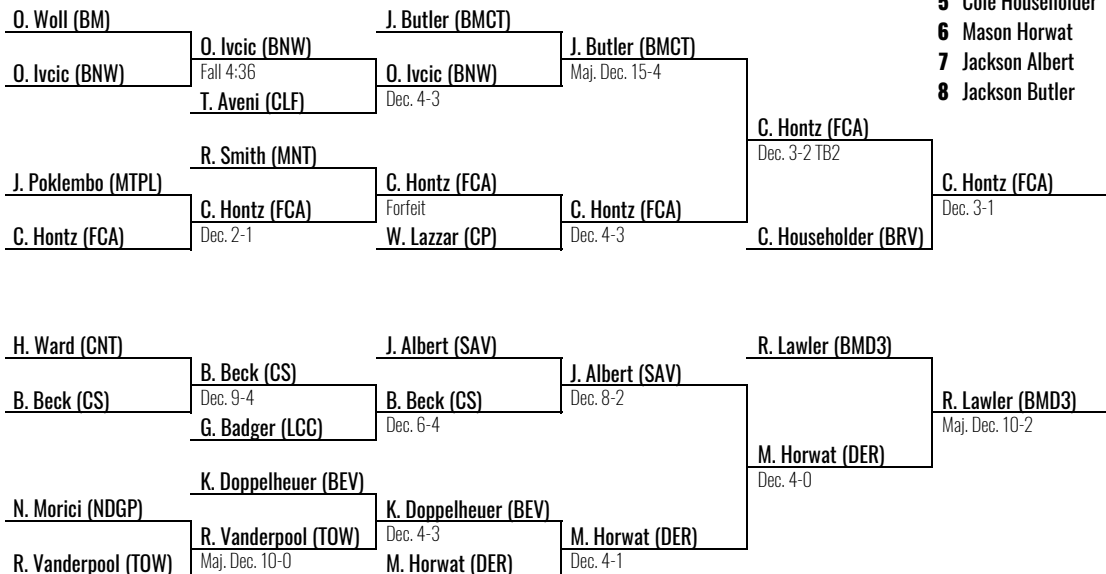 5 Cole Householder
6 Mason Horwat
7 Jackson Albert
8 Jackson Butler
O. Woll (BM)
O. Ivcic (BNW)
O. Ivcic (BNW)
Fall 4:36
T. Aveni (CLF)
J. Butler (BMCT)
O. Ivcic (BNW)
Dec. 4-3
J. Butler (BMCT)
Maj. Dec. 15-4
R. Smith (MNT)
J. Poklembo (MTPL)
C. Hontz (FCA)
C. Hontz (FCA)
Dec. 2-1
C. Hontz (FCA)
Forfeit
W. Lazzar (CP)
C. Hontz (FCA)
Dec. 4-3
C. Hontz (FCA)
Dec. 3-2 TB2
C. Householder (BRV)
C. Hontz (FCA)
Dec. 3-1
H. Ward (CNT)
B. Beck (CS)
B. Beck (CS)
Dec. 9-4
G. Badger (LCC)
J. Albert (SAV)
B. Beck (CS)
Dec. 6-4
J. Albert (SAV)
Dec. 8-2
K. Doppelheuer (BEV)
N. Morici (NDGP)
R. Vanderpool (TOW)
R. Vanderpool (TOW)
Maj. Dec. 10-0
K. Doppelheuer (BEV)
Dec. 4-3
M. Horwat (DER)
M. Horwat (DER)
Dec. 4-1
R. Lawler (BMD3)
M. Horwat (DER)
Dec. 4-0
R. Lawler (BMD3)
Maj. Dec. 10-2